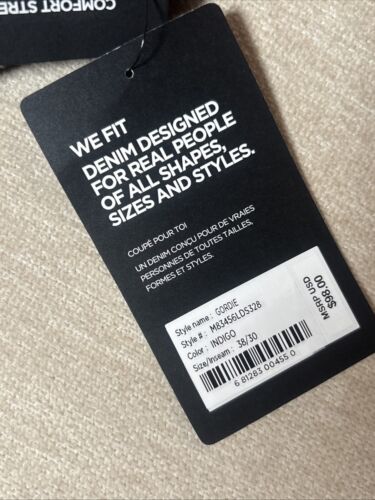 COMFORT STRE
WE FIT
DENIM DESIGNED
FOR REAL PEOPLE
OF ALL SHAPES,
SIZES AND STYLES.
COUPÉ POUR TOI
UN DENIM CONÇU POUR DE VRAIES
PERSONNES DE TOUTES TAILLES,
FORMES ET STYLES.
Style name : GORDIE
Style # : M83456LDS328
Color : INDIGO
Size/Inseam : 38/30
6 81283 00455 0
MSRP USD
$98.00